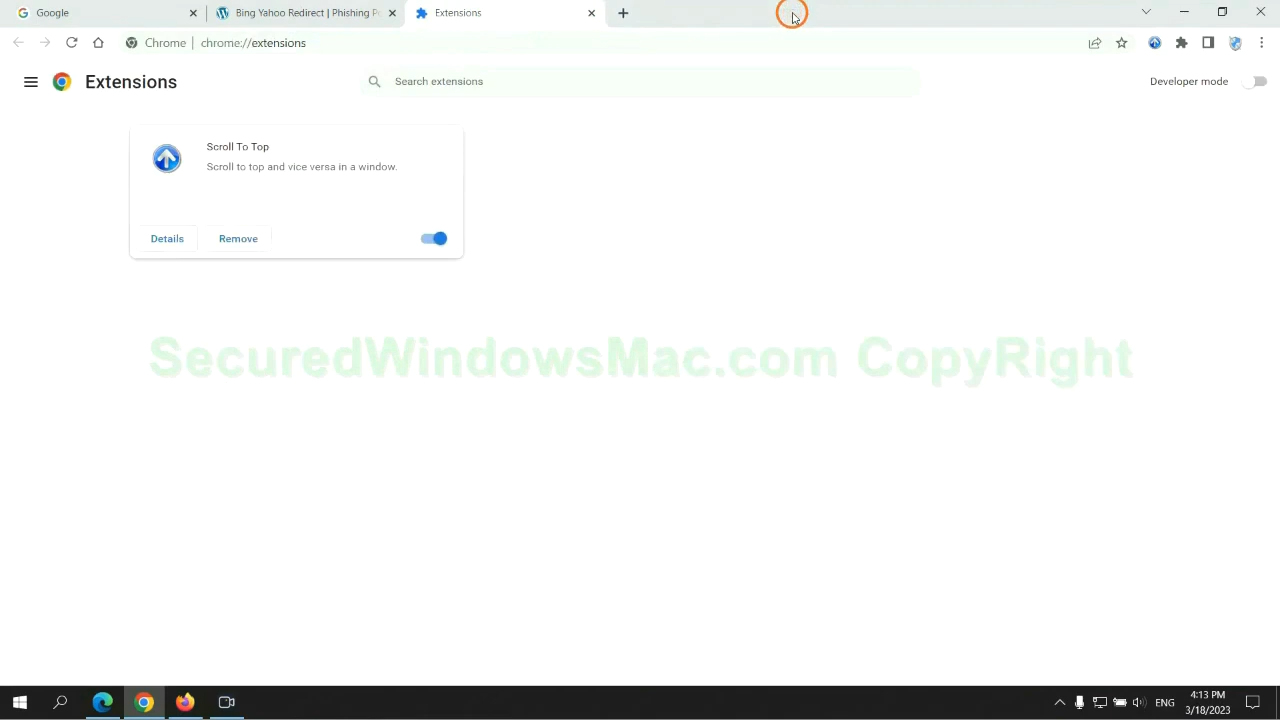 Google
Bing Yahoo Redirect | Phishing Po
Extensions
Chrome | chrome://extensions
Extensions
Search extensions
Developer mode
Scroll To Top
Scroll to top and vice versa in a window.
Details
Remove
SecuredWindowsMac.com CopyRight
ENG
4:13 PM
3/18/2023